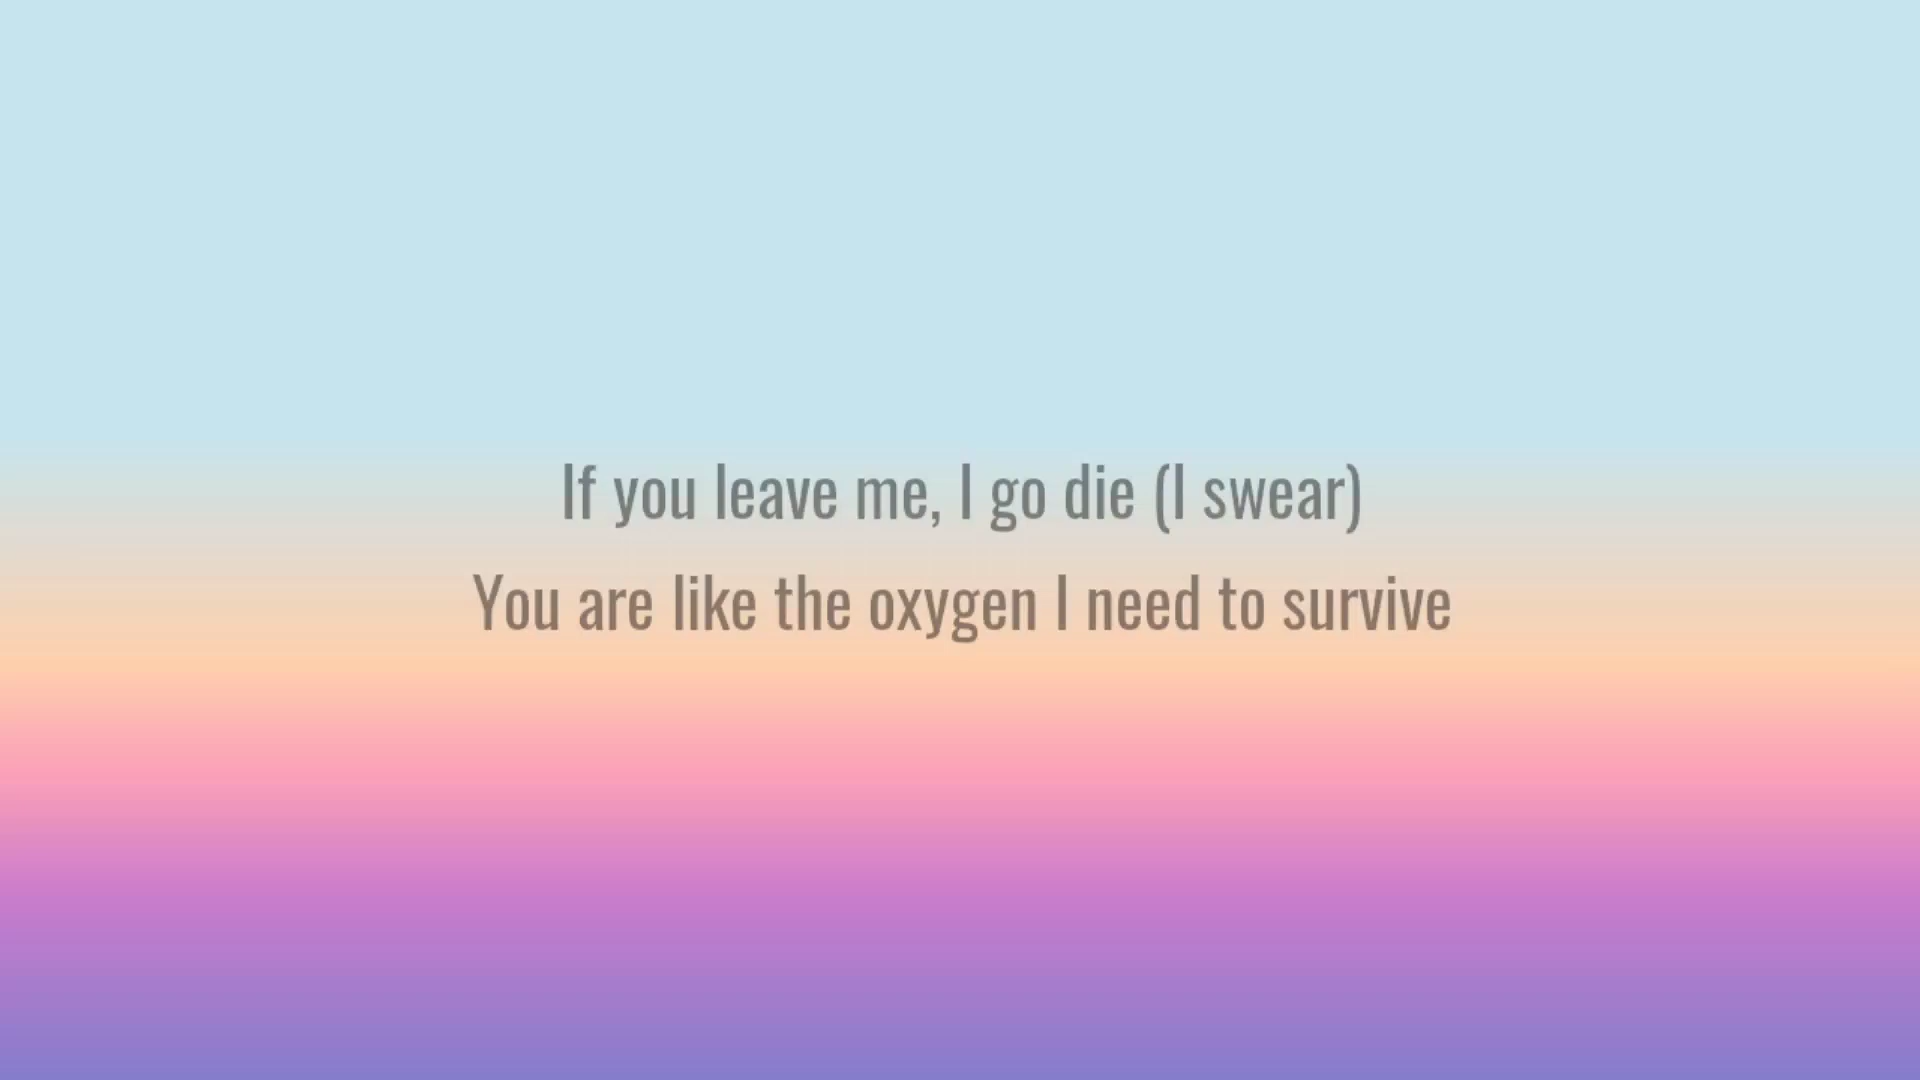 If you leave me, I go die (I swear)
You are like the oxygen I need to survive